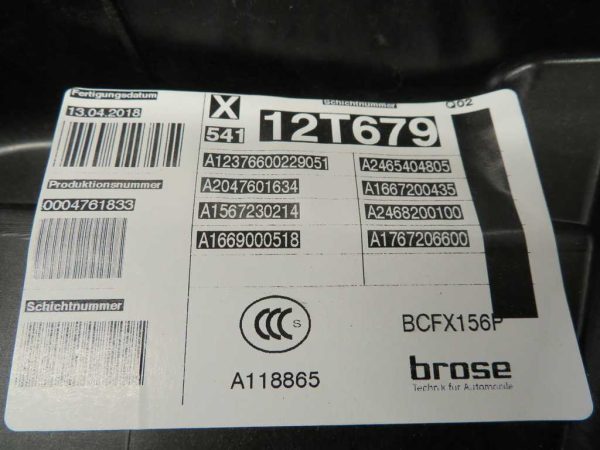 Fertigungsdatum
13.04.2018
Produktionsnummer
0004761833
Schichtnummer
X
541
Schichtnummer
12T679
Q02
A12376600229051
A2465404805
A2047601634
A1667200435
A1567230214
A2468200100
A1669000518
A1767206600
CCC S
A118865
BCFX156P
brose
Technik für Automobile